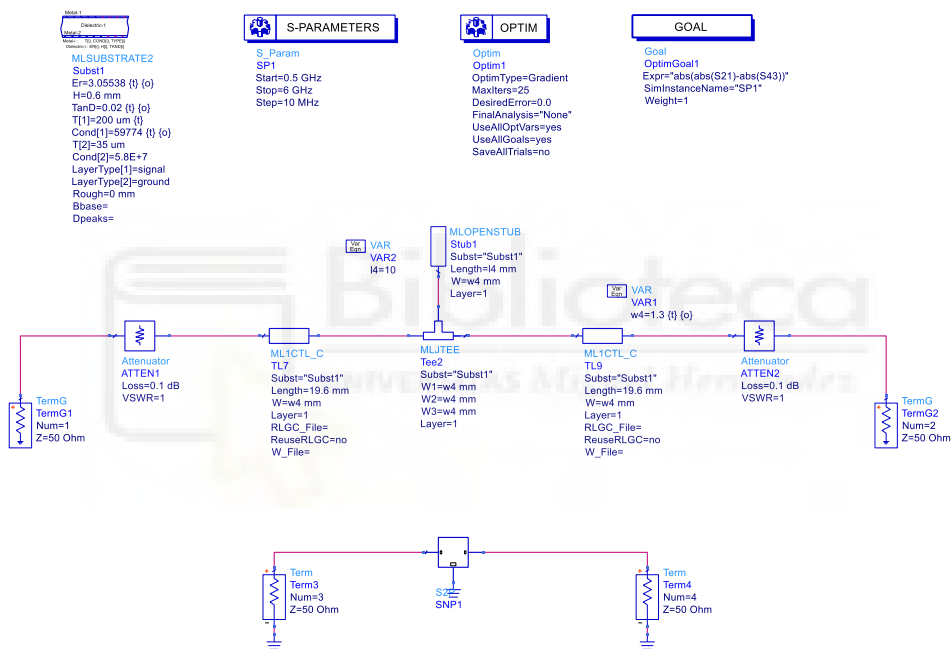 Metal-1
Dielectric-1
Metal-2
Metal-: T[], COND[], TYPE[]
Dielectric-: ER[], H[], TAND[]
MLSUBSTRATE2
Subst1
Er=3.05538 {t} {o}
H=0.6 mm
TanD=0.02 {t} {o}
T[1]=200 um {t}
Cond[1]=59774 {t} {o}
T[2]=35 um
Cond[2]=5.8E+7
LayerType[1]=signal
LayerType[2]=ground
Rough=0 mm
Bbase=
Dpeaks=
S-PARAMETERS
S_Param
SP1
Start=0.5 GHz
Stop=6 GHz
Step=10 MHz
OPTIM
Optim
Optim1
OptimType=Gradient
MaxIters=25
DesiredError=0.0
FinalAnalysis="None"
UseAllOptVars=yes
UseAllGoals=yes
SaveAllTrials=no
GOAL
Goal
OptimGoal1
Expr="abs(abs(S21)-abs(S43))"
SimInstanceName="SP1"
Weight=1
Var
Eqn
VAR
VAR2
l4=10
MLOPENSTUB
Stub1
Subst="Subst1"
Length=l4 mm
W=w4 mm
Layer=1
Var
Eqn
VAR
VAR1
w4=1.3 {t} {o}
Biblioteca
UNIVERSITAS Miguel Hernández
Attenuator
ATTEN1
Loss=0.1 dB
VSWR=1
ML1CTL_C
TL7
Subst="Subst1"
Length=19.6 mm
W=w4 mm
Layer=1
RLGC_File=
ReuseRLGC=no
W_File=
MLJTEE
Tee2
Subst="Subst1"
W1=w4 mm
W2=w4 mm
W3=w4 mm
Layer=1
ML1CTL_C
TL9
Subst="Subst1"
Length=19.6 mm
W=w4 mm
Layer=1
RLGC_File=
ReuseRLGC=no
W_File=
Attenuator
ATTEN2
Loss=0.1 dB
VSWR=1
TermG
TermG1
Num=1
Z=50 Ohm
TermG
TermG2
Num=2
Z=50 Ohm
Term
Term3
Num=3
Z=50 Ohm
SNP1
Term
Term4
Num=4
Z=50 Ohm